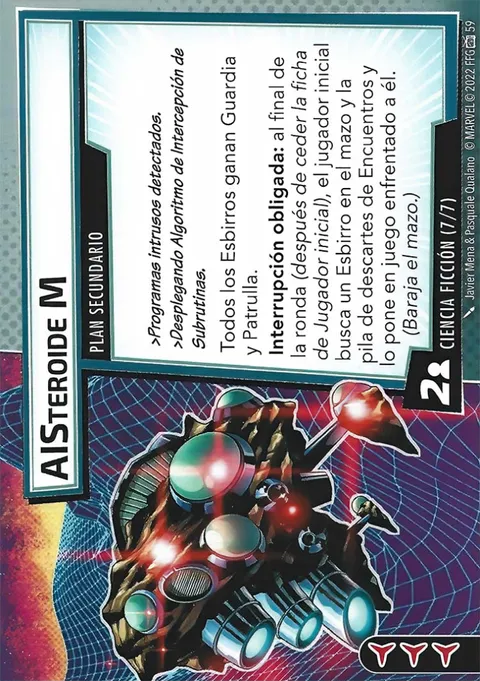 AISTEROIDE M
PLAN SECUNDARIO
>Programas intrusos detectados.
>Desplegando Algoritmo de Intercepción de
Subrutinas.
Todos los Esbirros ganan Guardia
y Patrulla.
Interrupción obligada: al final de
la ronda (después de ceder la ficha
de Jugador inicial), el jugador inicial
busca un Esbirro en el mazo y la
pila de descartes de Encuentros y
lo pone en juego enfrentado a él.
(Baraja el mazo.)
2
CIENCIA FICCIÓN (7/7)
Javier Mena & Pasquale Qualano © MARVEL © 2022 FFG 59